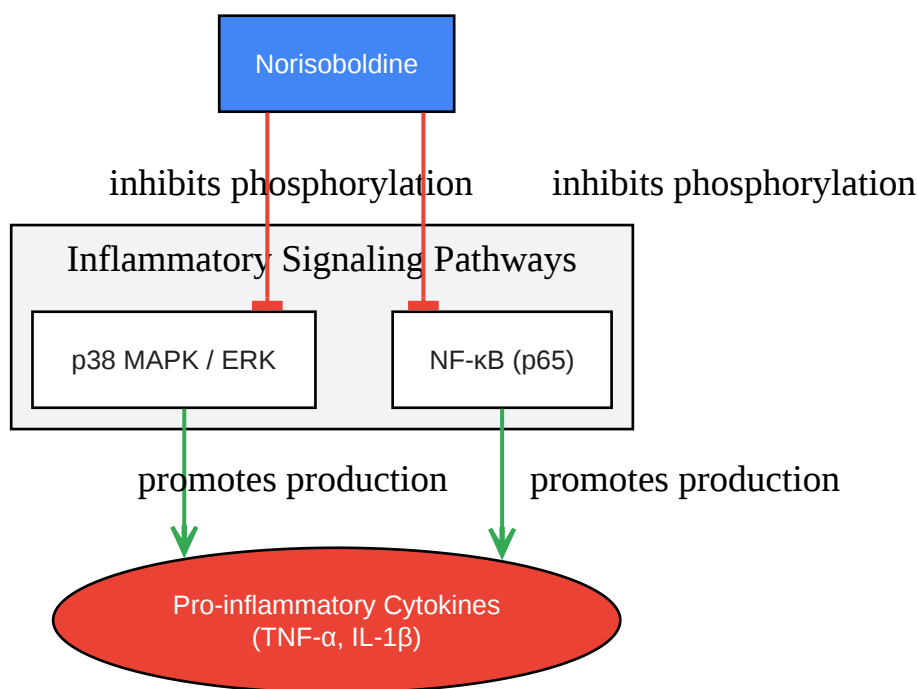 Norisoboldine
inhibits phosphorylation
inhibits phosphorylation
Inflammatory Signaling Pathways
p38 MAPK / ERK
NF-κB (p65)
promotes production
promotes production
Pro-inflammatory Cytokines
(TNF-α, IL-1β)